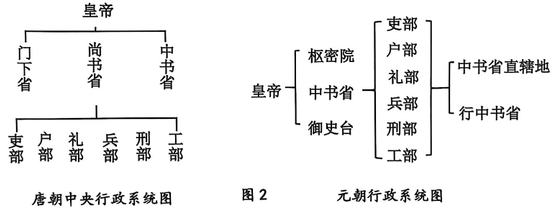 皇帝
门下省
尚书省
中书省
吏部
户部
礼部
兵部
刑部
工部
唐朝中央行政系统图
图2
皇帝
枢密院
中书省
御史台
吏部
户部
礼部
兵部
刑部
工部
中书省直辖地
行中书省
元朝行政系统图